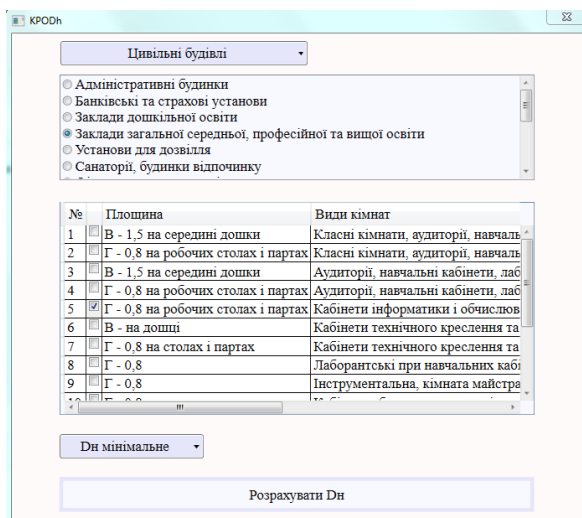 KPODh
Цивільні будівлі
Адміністративні будинки
Банківські та страхові установи
Заклади дошкільної освіти
Заклади загальної середньої, професійної та вищої освіти
Установи для дозвілля
Санаторії, будинки відпочинку
№ Площина Види кімнат
1 В - 1,5 на середині дошки Класні кімнати, аудиторії, навчаль
2 Г - 0,8 на робочих столах і партах Класні кімнати, аудиторії, навчаль
3 В - 1,5 на середині дошки Аудиторії, навчальні кабінети, лаб
4 Г - 0,8 на робочих столах і партах Аудиторії, навчальні кабінети, лаб
5 Г - 0,8 на робочих столах і партах Кабінети інформатики і обчислюв
6 В - на дошці Кабінети технічного креслення та
7 Г - 0,8 на столах і партах Кабінети технічного креслення та
8 Г - 0,8 Лаборантські при навчальних кабі
9 Г - 0,8 Інструментальна, кімната майстра
10 Г - 0,8
Dн мінімальне
Розрахувати Dн